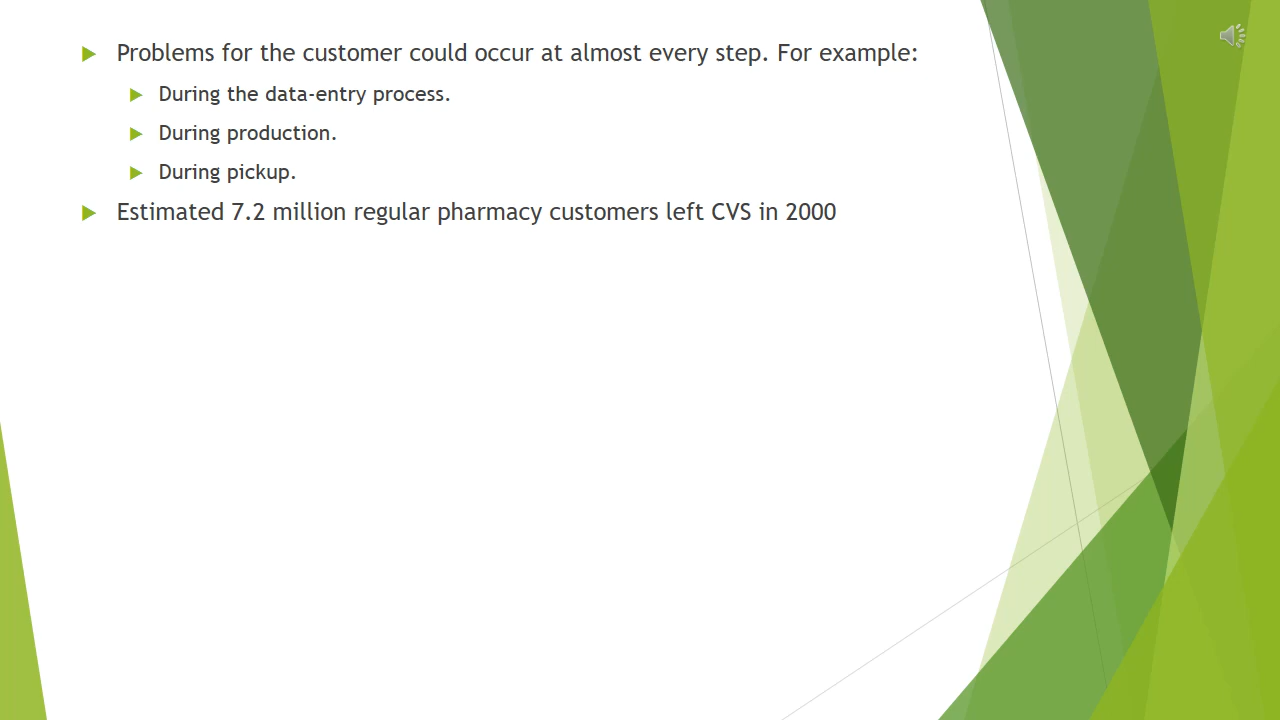 Problems for the customer could occur at almost every step. For example:
During the data-entry process.
During production.
During pickup.
Estimated 7.2 million regular pharmacy customers left CVS in 2000